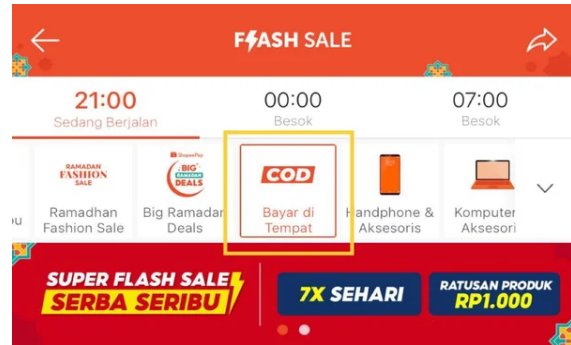 FLASH SALE
21:00
Sedang Berjalan
00:00
Besok
07:00
Besok
RAMADAN
FASHION
SALE
Ramadhan
Fashion Sale
ShopeePay
BIG
RAMADAN
DEALS
Big Ramadan
Deals
COD
Bayar di
Tempat
Handphone &
Aksesoris
Komputer
Aksesori
SUPER FLASH SALE
SERBA SERIBU
7X SEHARI
RATUSAN PRODUK
RP1.000